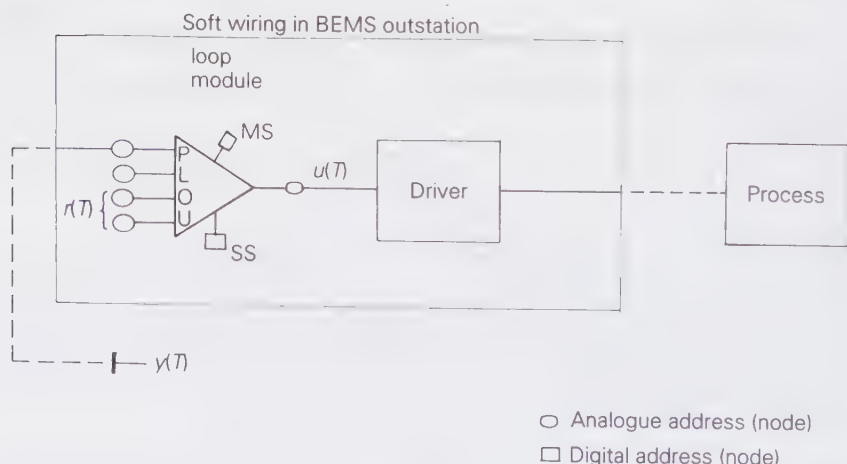 Soft wiring in BEMS outstation
loop
module
MS
P
L
O
U
r(T)
u(T)
Driver
Process
SS
y(T)
Analogue address (node)
Digital address (node)